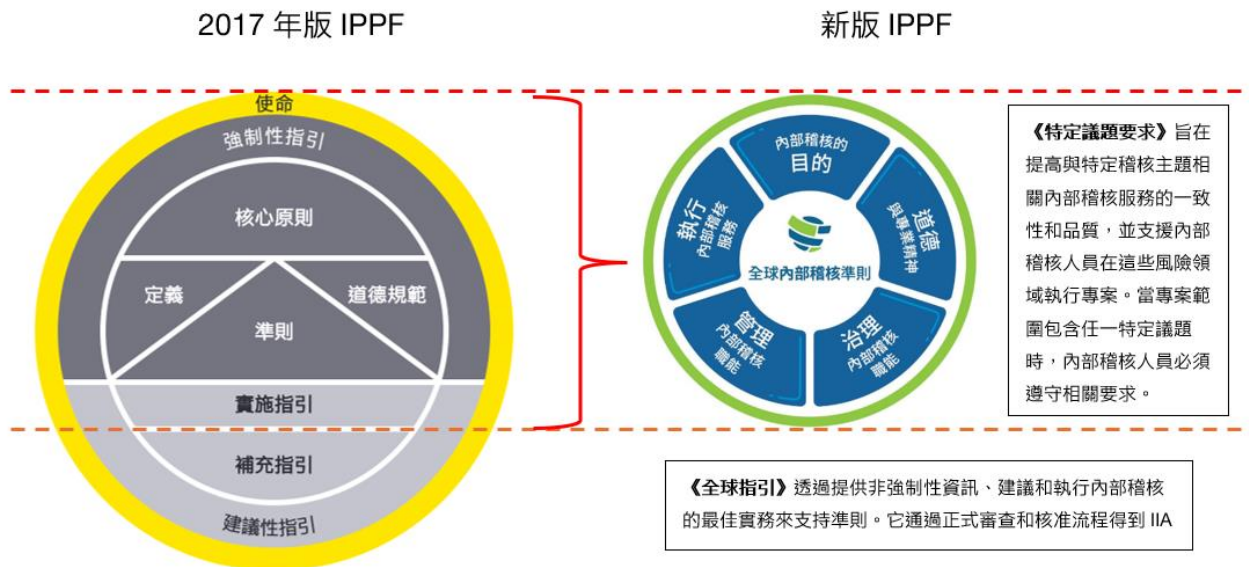 2017 年版 IPPF
新版 IPPF
使命
強制性指引
核心原則
定義
道德規範
準則
實施指引
補充指引
建議性指引
內部稽核的
目的
道德
與專業精神
治理
內部稽核
職能
管理
內部稽核
職能
執行
內部稽核
服務
全球內部稽核準則
《特定議題要求》旨在
提高與特定稽核主題相
關內部稽核服務的一致
性和品質，並支援內部
稽核人員在這些風險領
域執行專案。當專案範
圍包含任一特定議題
時，內部稽核人員必須
遵守相關要求。
《全球指引》透過提供非強制性資訊、建議和執行內部稽核
的最佳實務來支持準則。它通過正式審查和核准流程得到 IIA